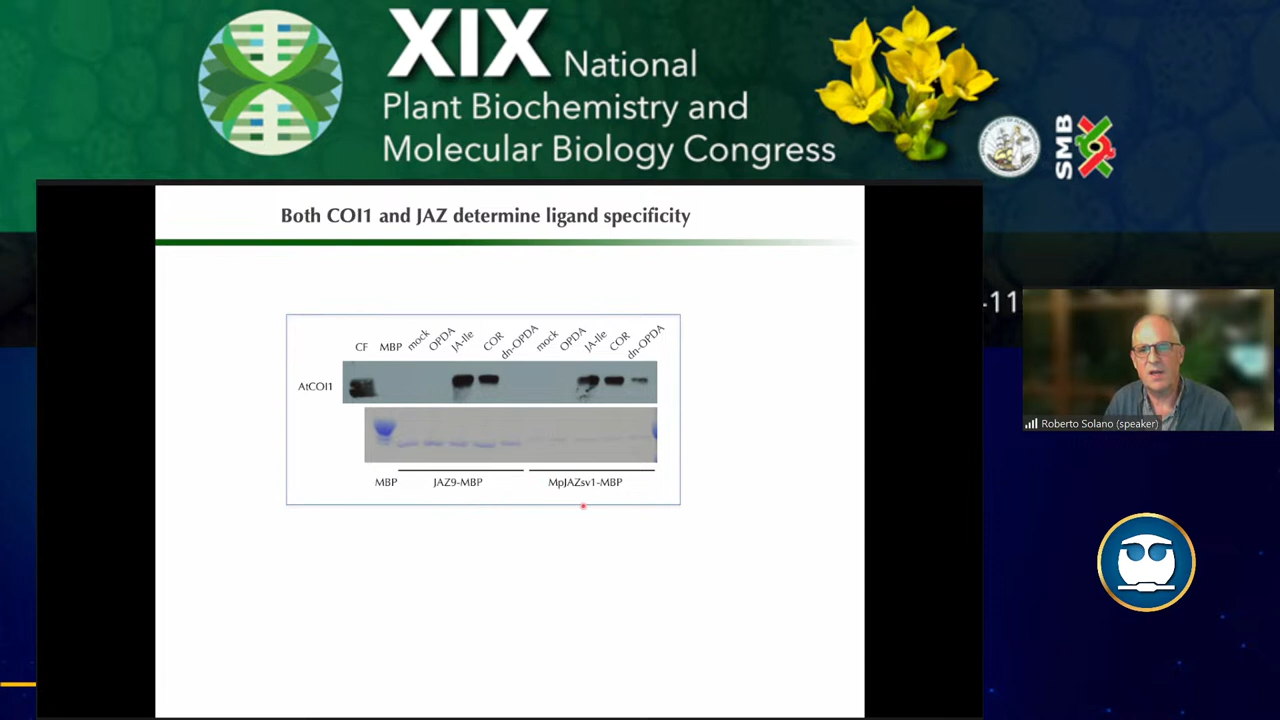 XIX National
Plant Biochemistry and
Molecular Biology Congress
SMB
Both COI1 and JAZ determine ligand specificity
-11
CF MBP mock OPDA JA-Ile COR dn-OPDA mock OPDA JA-Ile COR dn-OPDA
AtCOI1
MBP JAZ9-MBP MpJAZsv1-MBP
Roberto Solano (speaker)